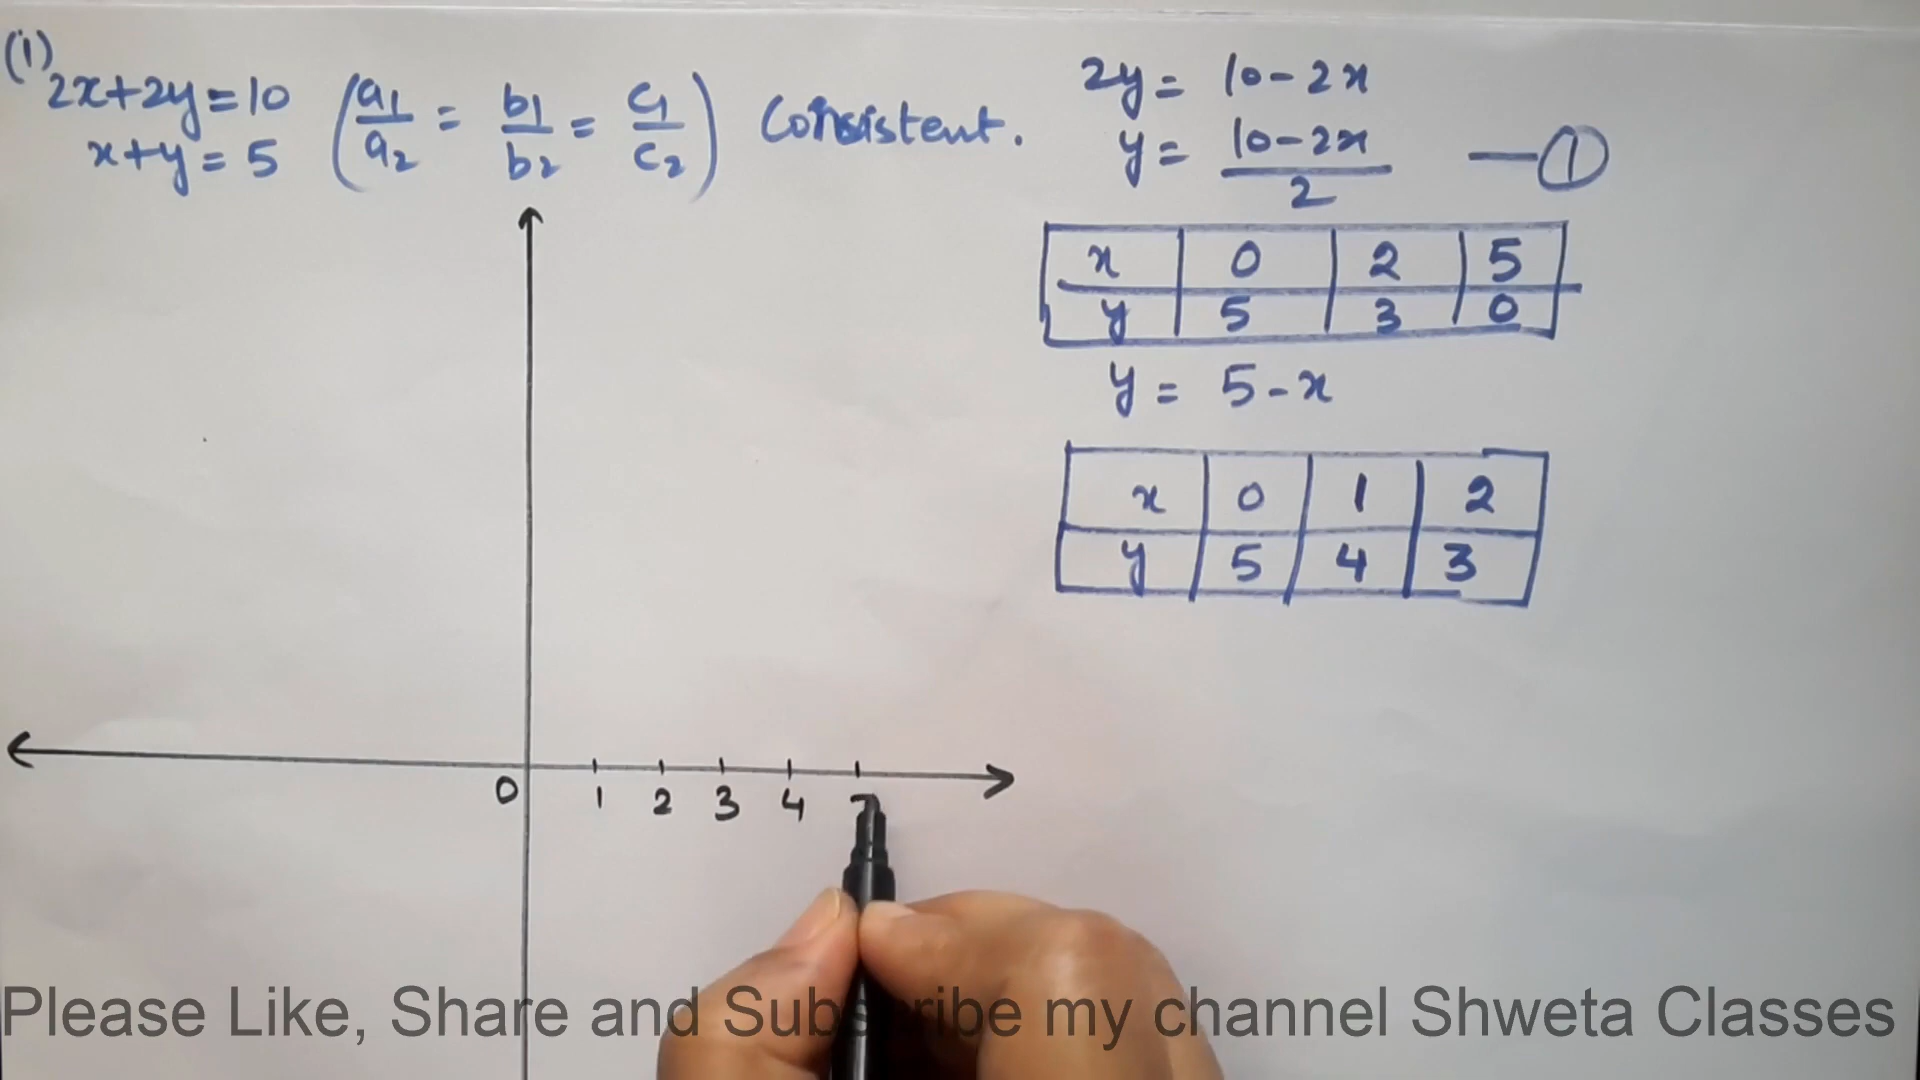 (1)
2x+2y=10
x+y=5
(a1/a2 = b1/b2 = c1/c2) Consistent.
2y= 10-2x
y= 10-2x/2 —①
x 0 2 5
y 5 3 0
y= 5-x
x 0 1 2
y 5 4 3
0 1 2 3 4
Please Like, Share and Subscribe my channel Shweta Classes